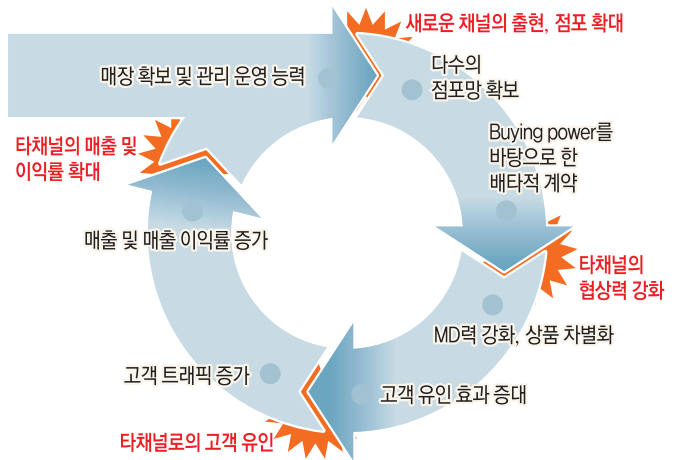 새로운 채널의 출현, 점포 확대
매장 확보 및 관리 운영 능력
다수의
점포망 확보
Buying power를
바탕으로 한
배타적 계약
타채널의
협상력 강화
MD력 강화, 상품 차별화
고객 유인 효과 증대
타채널로의 고객 유인
고객 트래픽 증가
매출 및 매출 이익률 증가
타채널의 매출 및
이익률 확대